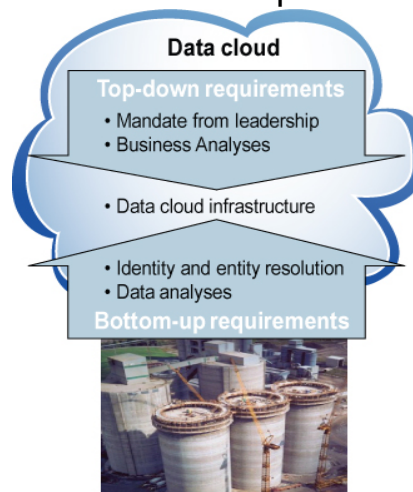 Data cloud
Top-down requirements
• Mandate from leadership
• Business Analyses
• Data cloud infrastructure
• Identity and entity resolution
• Data analyses
Bottom-up requirements